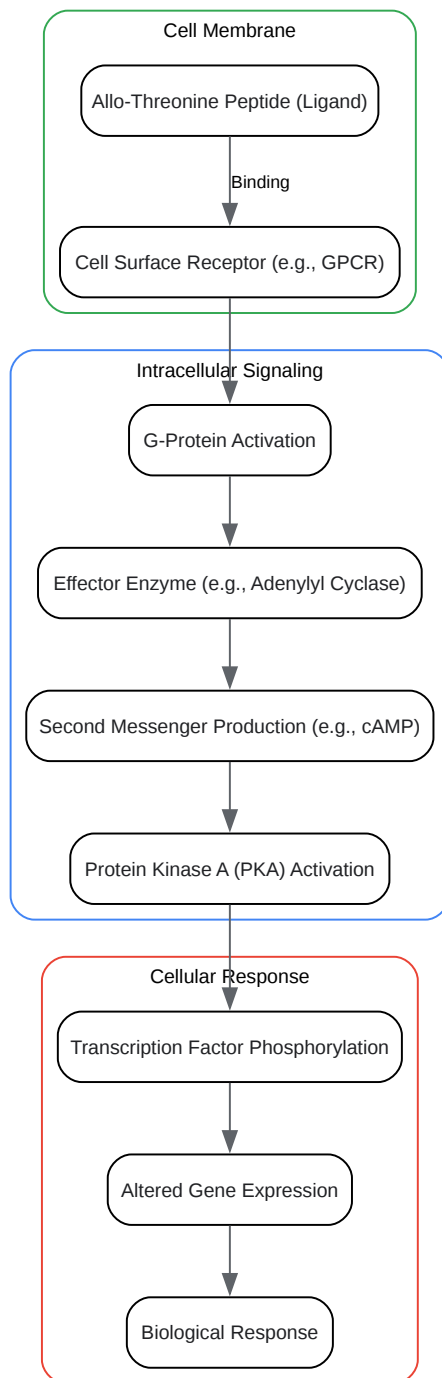 Cell Membrane
Allo-Threonine Peptide (Ligand)
Binding
Cell Surface Receptor (e.g., GPCR)
Intracellular Signaling
G-Protein Activation
Effector Enzyme (e.g., Adenylyl Cyclase)
Second Messenger Production (e.g., cAMP)
Protein Kinase A (PKA) Activation
Cellular Response
Transcription Factor Phosphorylation
Altered Gene Expression
Biological Response